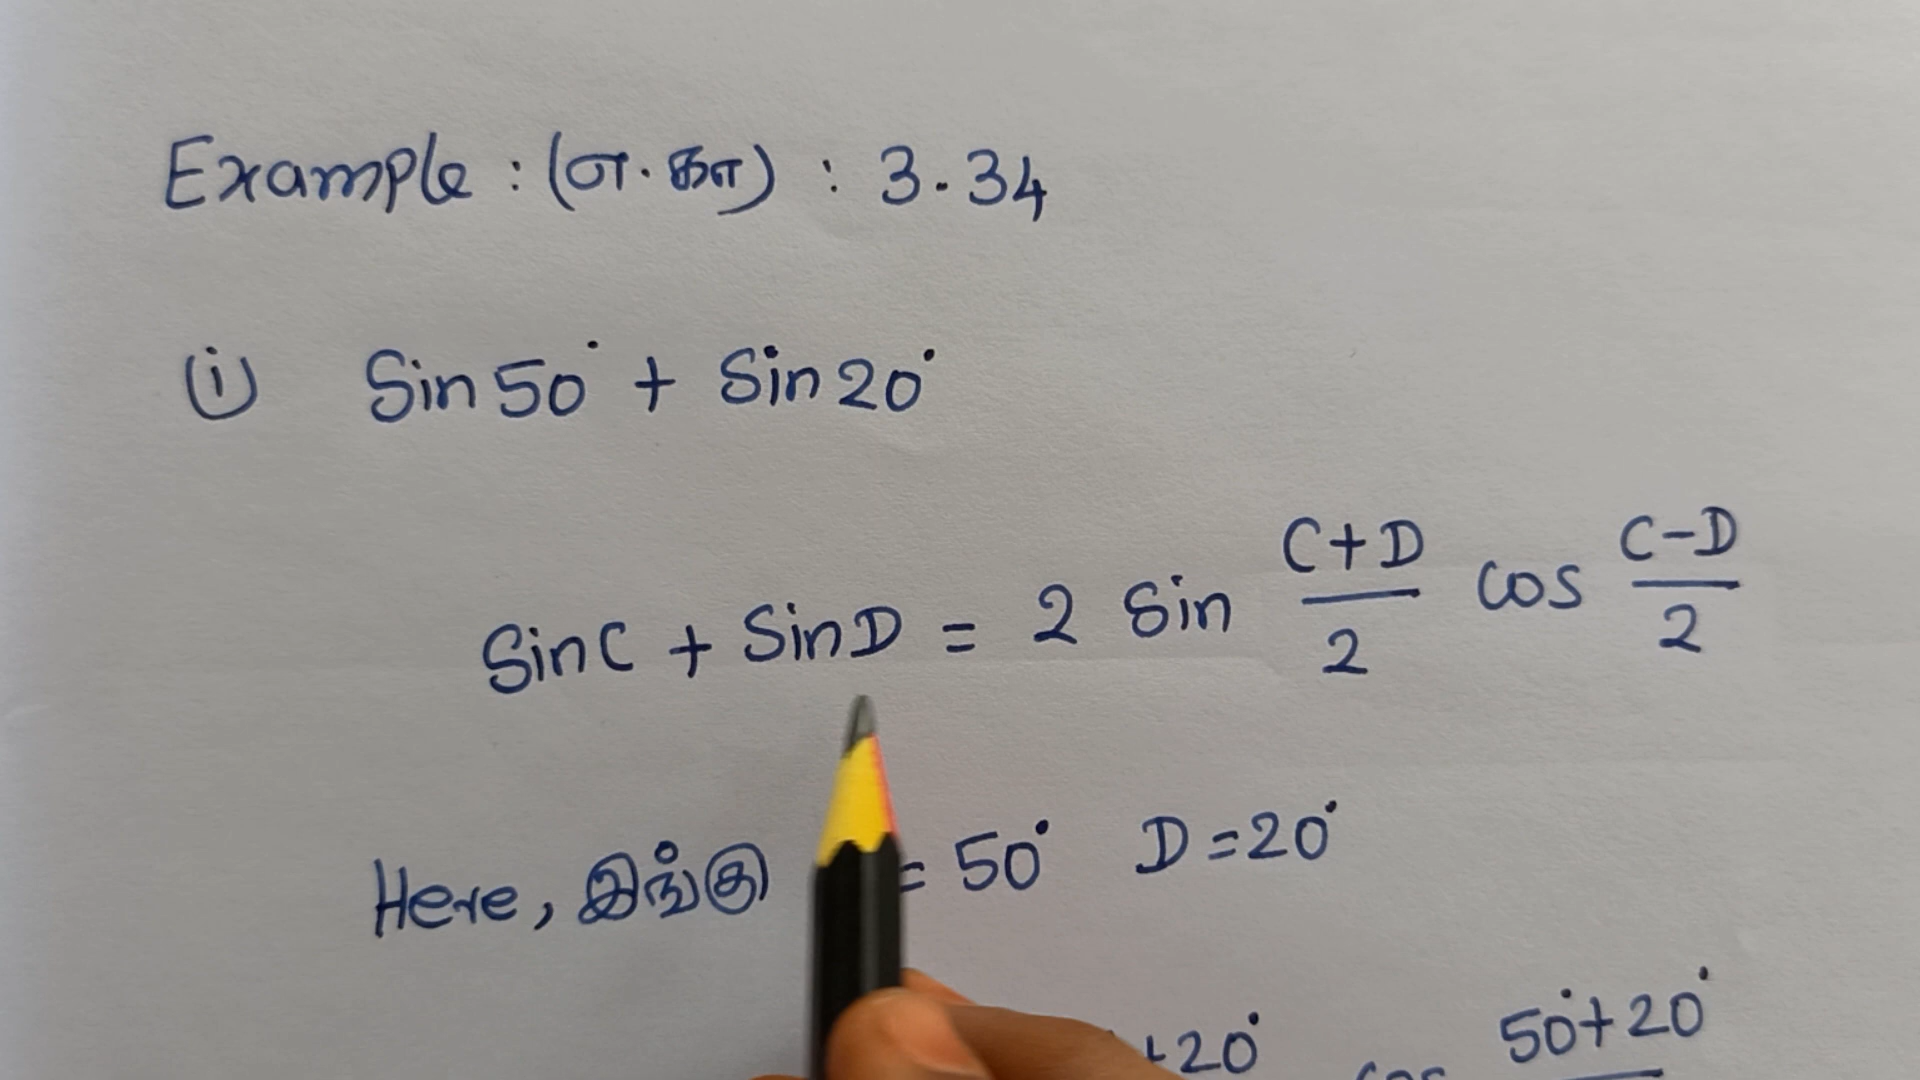 Example : (எ.கா) : 3.34
(i) Sin 50° + Sin 20°
Sin C + Sin D = 2 Sin C+D/2 cos C-D/2
Here, இங்கு = 50° D = 20°
+20° cos 50°+20°